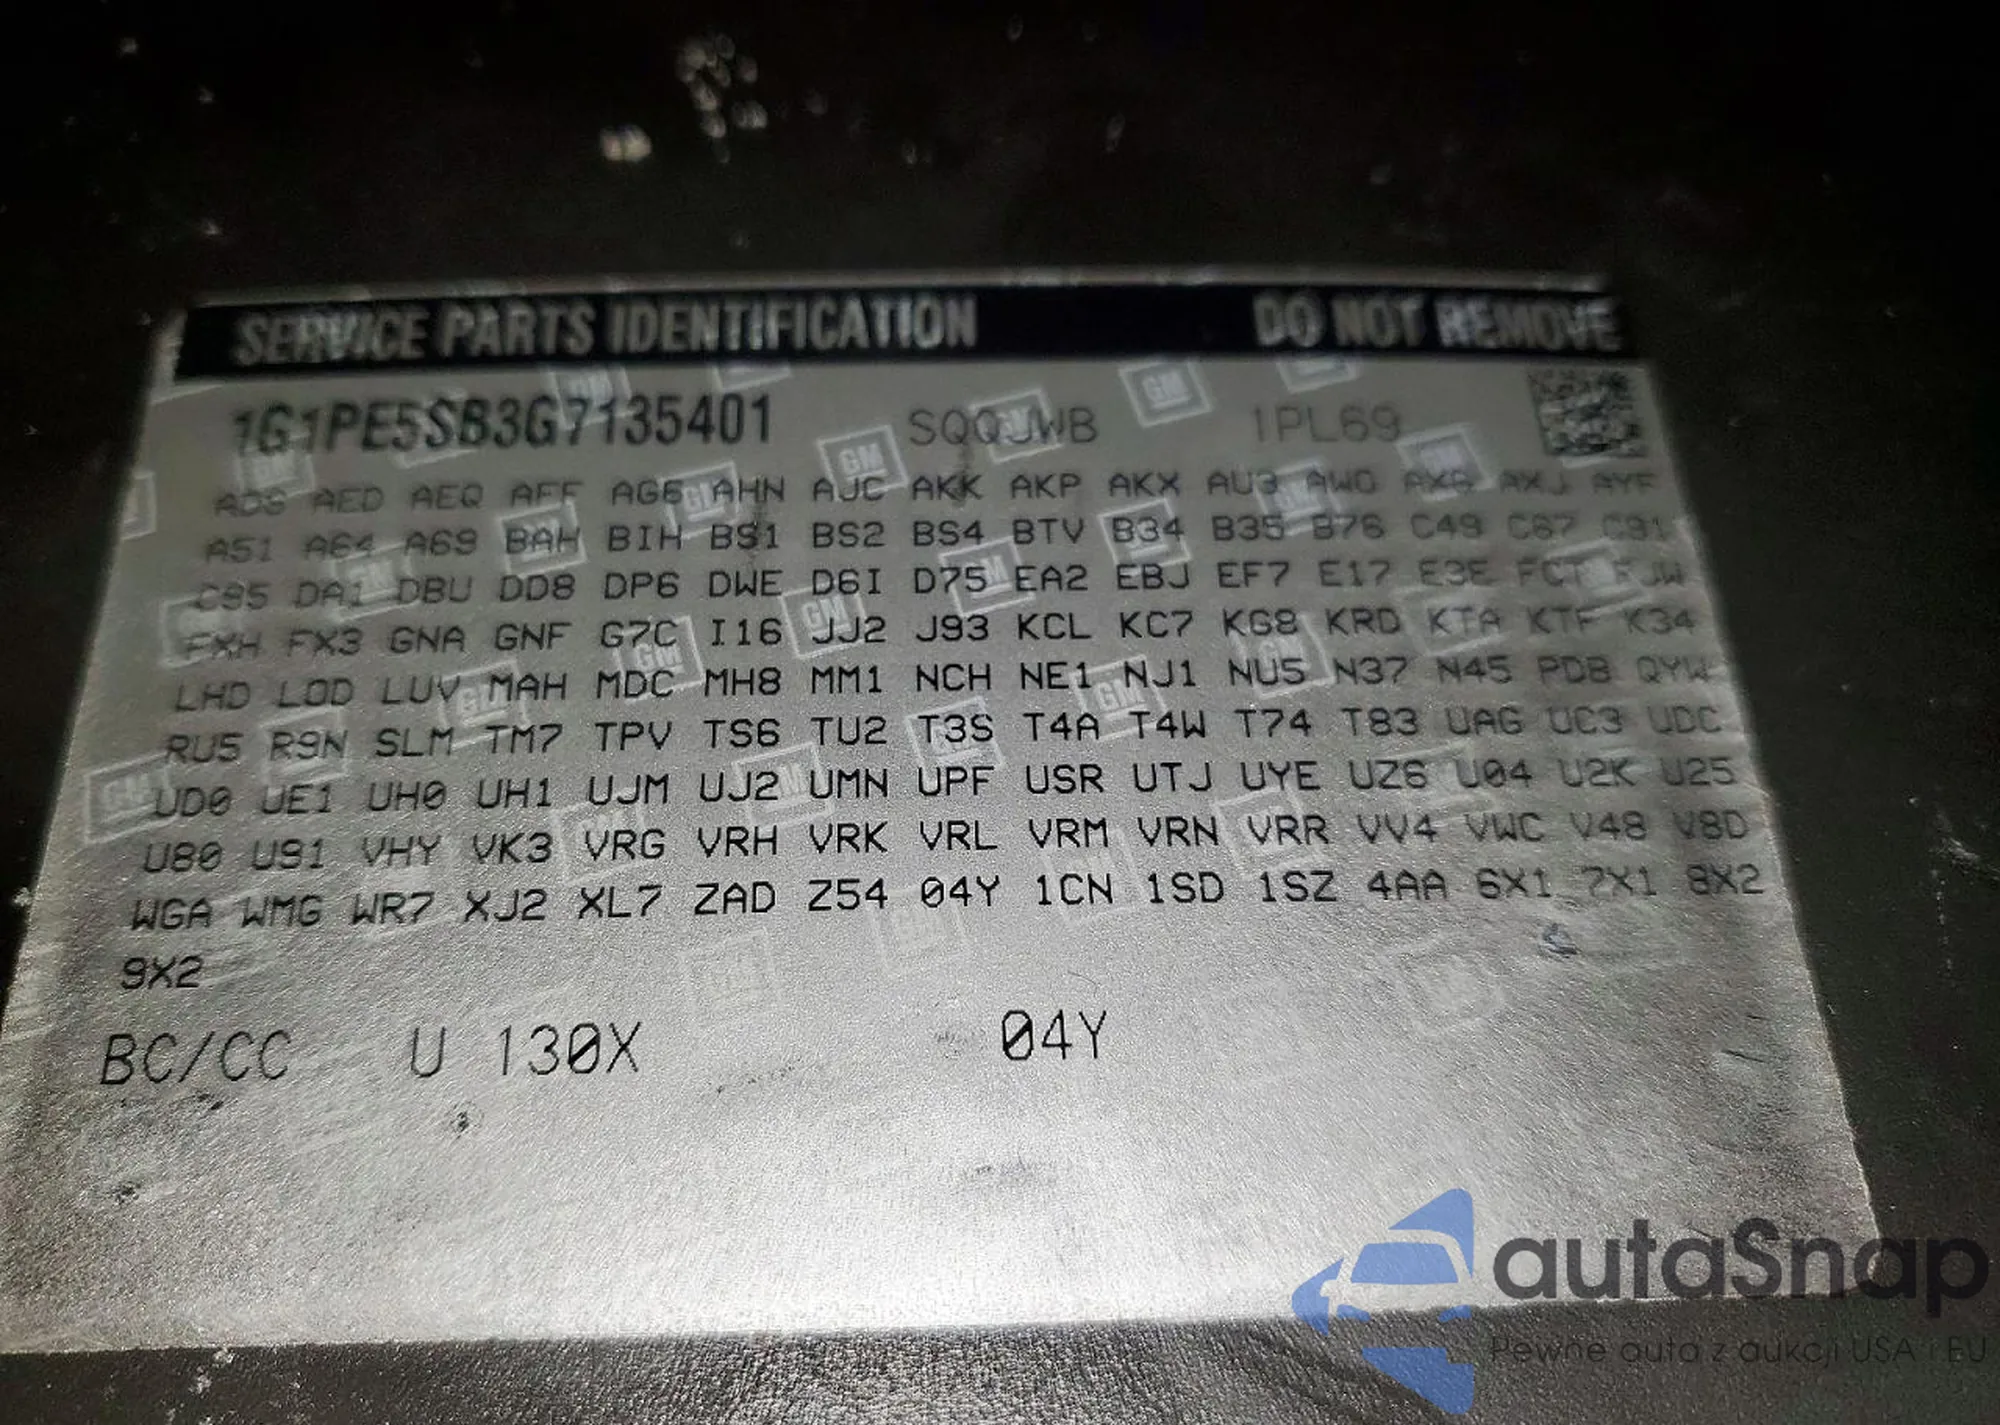 SERVICE PARTS IDENTIFICATION DO NOT REMOVE
1G1PE5SB3G7135401 SQQJWB 1PL69
AED AEQ AEF AG6 AHN AJC AKK AKP AKX AU3 AXJ AYF
A51 A64 A69 BAH BIH BS1 BS2 BS4 BTV B34 B35 B76 C49 C67 C91
C95 DA1 DBU DD8 DP6 DWE D6I D75 EA2 EBJ EF7 E17 E3E FCT FJW
FXH FX3 GNA GNF G7C I16 JJ2 J93 KCL KC7 KG8 KRD KTA KTF K34
LHD LOD LUV MAH MDC MH8 MM1 NCH NE1 NJ1 NU5 N37 N45 PDB QYW
RU5 R9N SLM TM7 TPV TS6 TU2 T3S T4A T4W T74 T83 UAG UC3 UDC
UD0 UE1 UH0 UH1 UJM UJ2 UMN UPF USR UTJ UYE UZ6 U04 U2K U25
U80 U91 VHY VK3 VRG VRH VRK VRL VRM VRN VRR VV4 VWC V48 V8D
WGA WMG WR7 XJ2 XL7 ZAD Z54 04Y 1CN 1SD 1SZ 4AA 6X1 7X1 8X2
9X2
BC/CC U 130X 04Y
autaSnap
Pewne auta z aukcji USA i EU